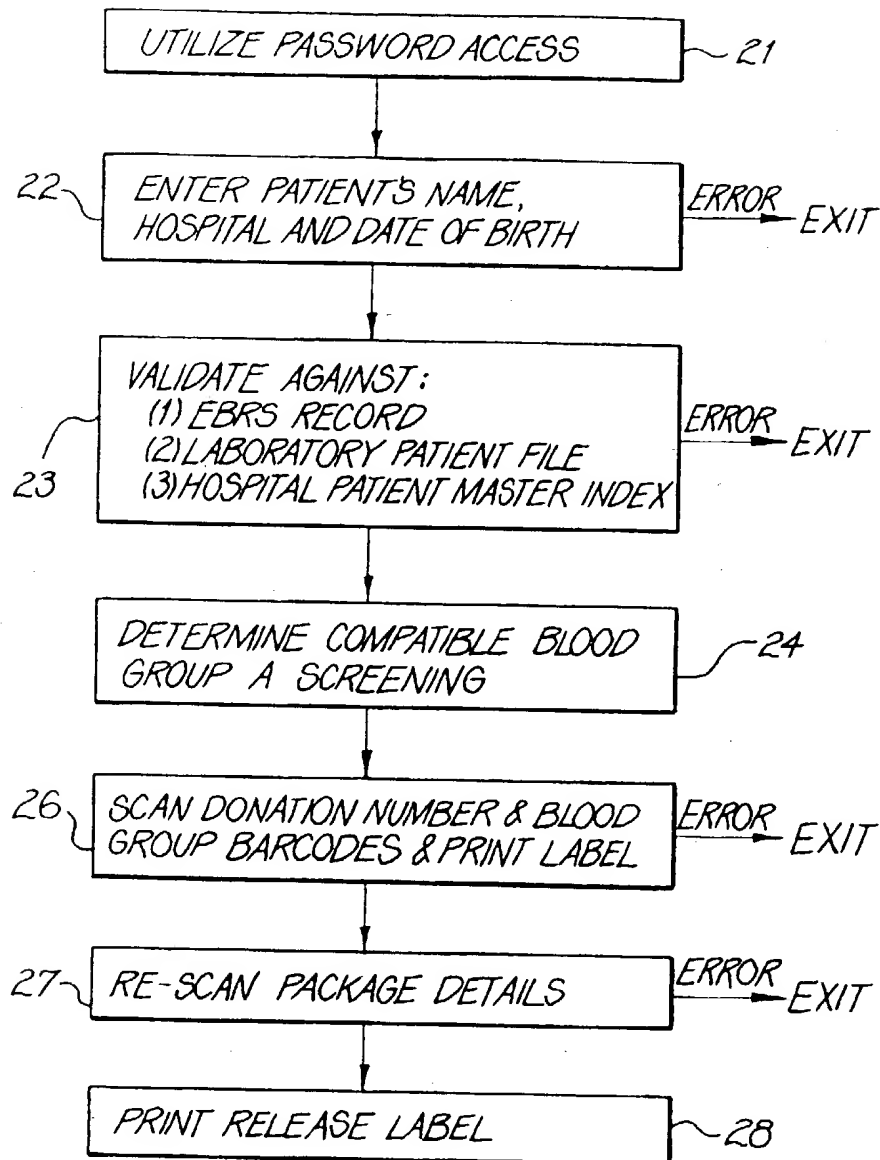 UTILIZE PASSWORD ACCESS
21
22
ENTER PATIENT'S NAME,
HOSPITAL AND DATE OF BIRTH
ERROR
EXIT
VALIDATE AGAINST:
(1) EBRS RECORD
(2) LABORATORY PATIENT FILE
(3) HOSPITAL PATIENT MASTER INDEX
23
ERROR
EXIT
DETERMINE COMPATIBLE BLOOD
GROUP A SCREENING
24
26
SCAN DONATION NUMBER & BLOOD
GROUP BARCODES & PRINT LABEL
ERROR
EXIT
27
RE-SCAN PACKAGE DETAILS
ERROR
EXIT
PRINT RELEASE LABEL
28